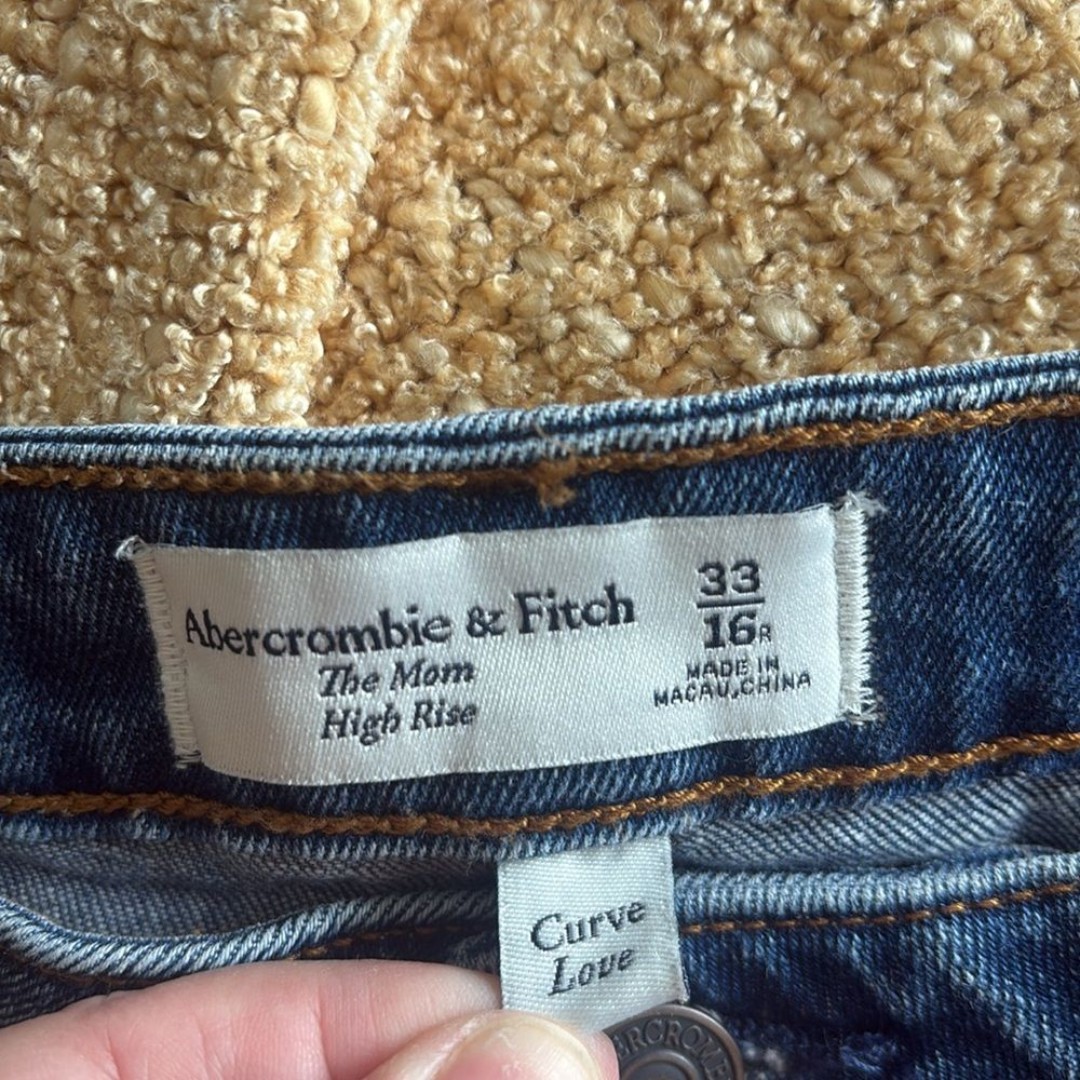 Abercrombie & Fitch
The Mom
High Rise
33
16R
MADE IN
MACAU,CHINA
Curve
Love